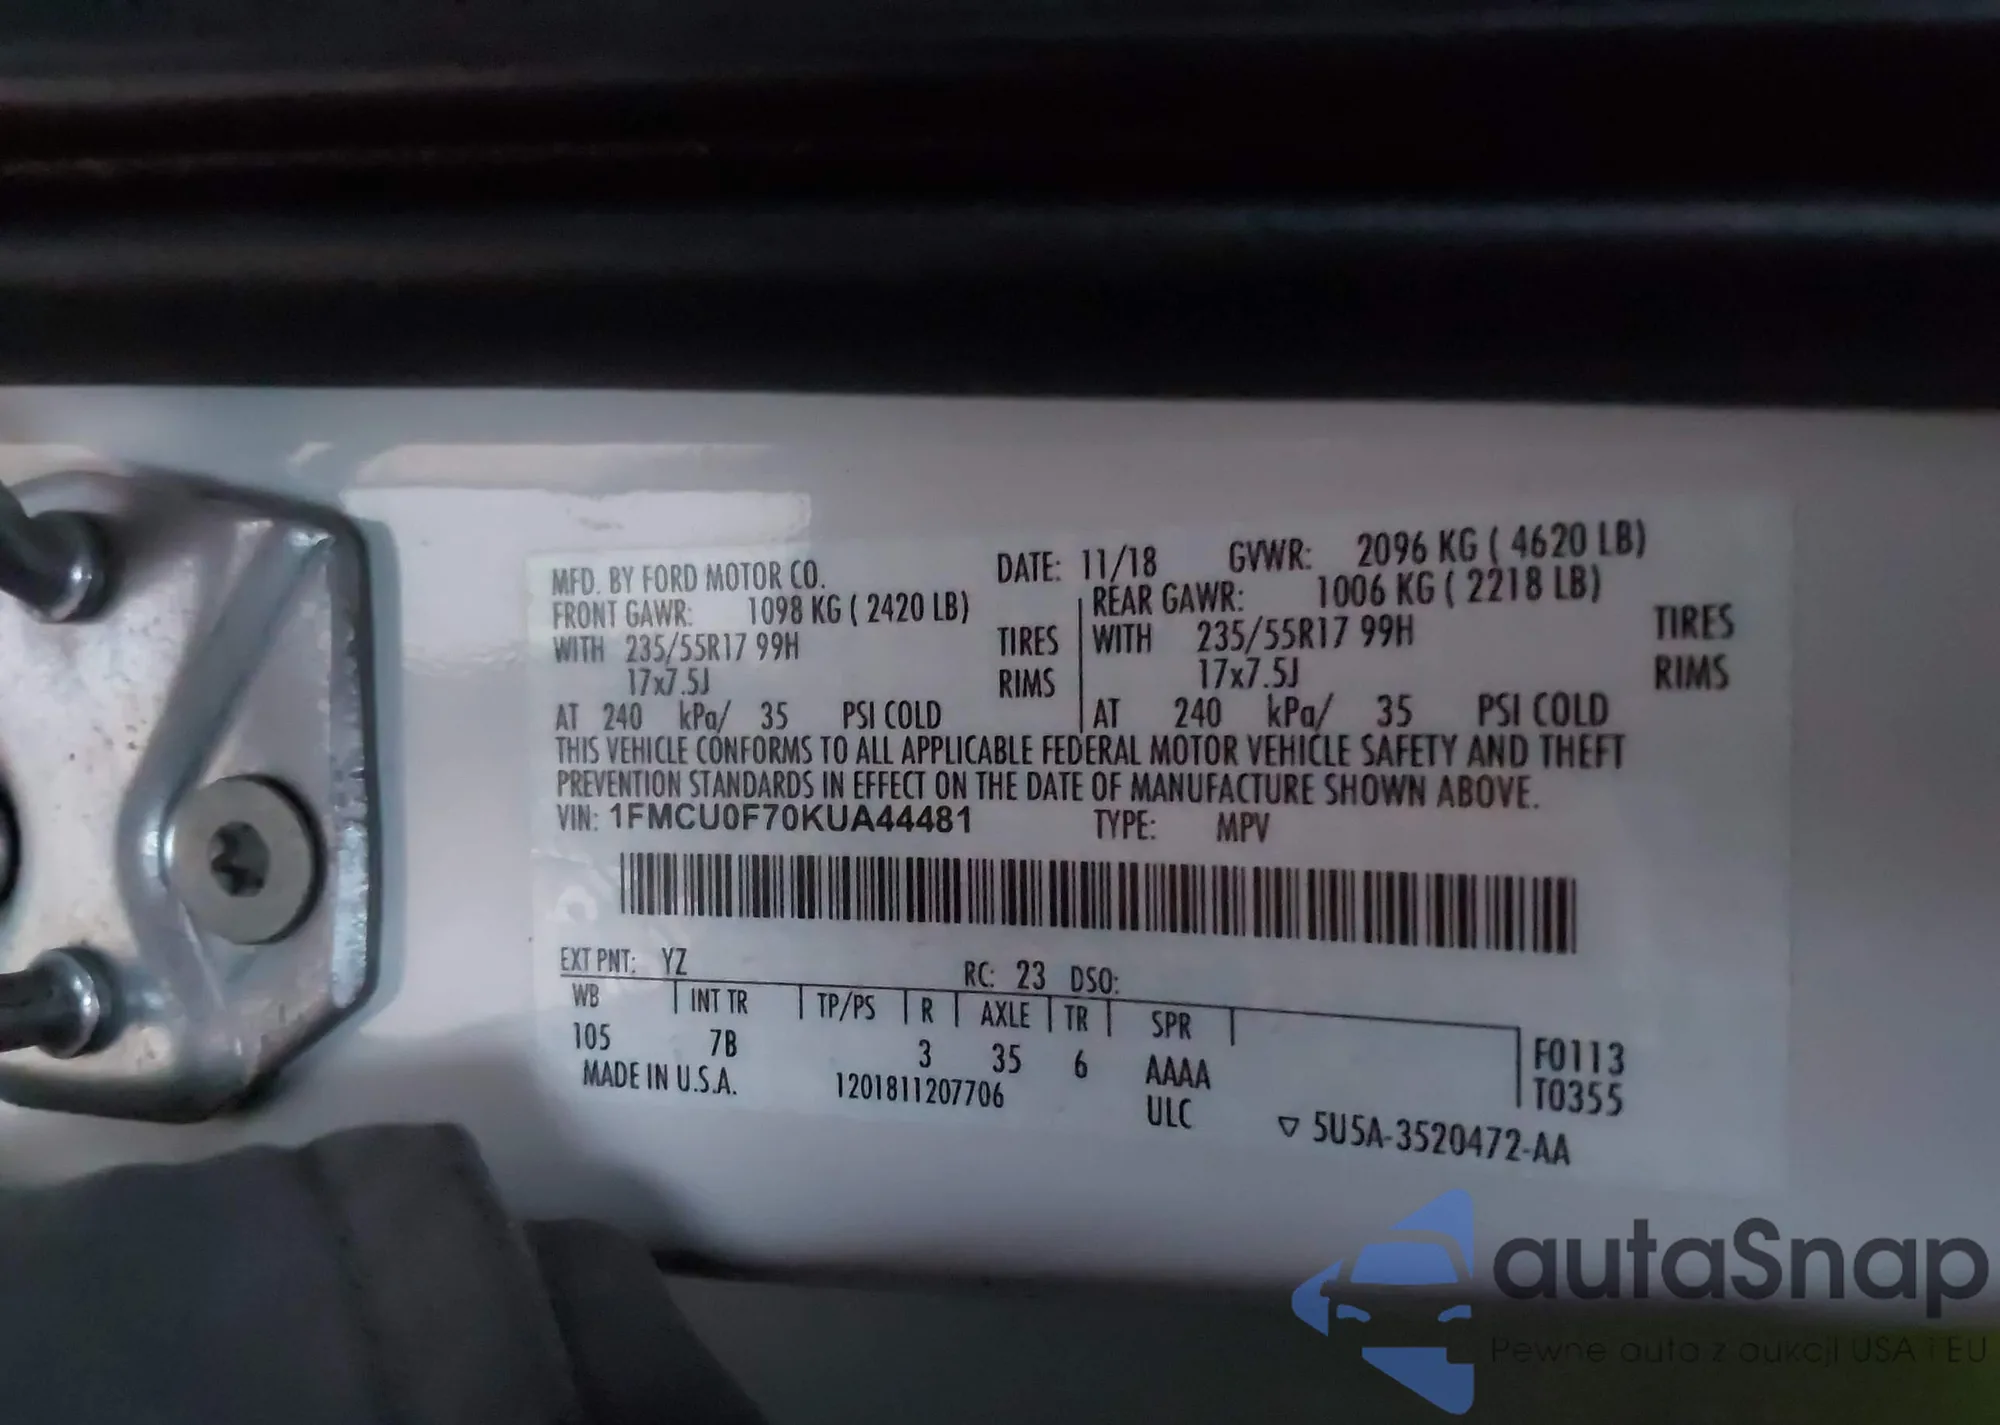 MFD. BY FORD MOTOR CO. DATE: 11/18 GVWR: 2096 KG ( 4620 LB)
FRONT GAWR: 1098 KG ( 2420 LB) REAR GAWR: 1006 KG ( 2218 LB)
WITH 235/55R17 99H TIRES WITH 235/55R17 99H TIRES
17x7.5J RIMS 17x7.5J RIMS
AT 240 kPa/ 35 PSI COLD AT 240 kPa/ 35 PSI COLD
THIS VEHICLE CONFORMS TO ALL APPLICABLE FEDERAL MOTOR VEHICLE SAFETY AND THEFT
PREVENTION STANDARDS IN EFFECT ON THE DATE OF MANUFACTURE SHOWN ABOVE.
VIN: 1FMCU0F70KUA44481 TYPE: MPV
EXT PNT: YZ RC: 23 DSO:
WB INT TR TP/PS R AXLE TR SPR
105 7B 3 35 6 AAAA F0113
MADE IN U.S.A. 1201811207706 ULC T0355
▽ 5U5A-3520472-AA
autaSnap
Pewne auta z aukcji USA i EU